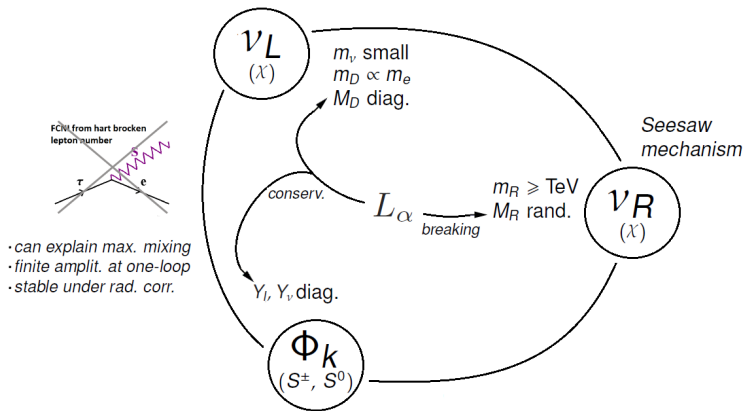 ν_L
(χ)
m_ν small
m_D ∝ m_e
M_D diag.
FCNI from hart brocken
lepton number
S
τ
e
Seesaw
mechanism
conserv.
L_α
breaking
m_R ⩾ TeV
M_R rand.
ν_R
(χ)
· can explain max. mixing
· finite amplit. at one-loop
· stable under rad. corr.
Y_l, Y_ν diag.
Φ_k
(S^±, S^0)